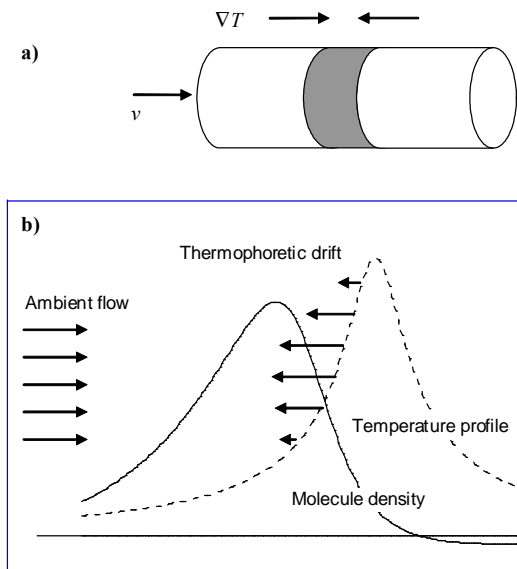 ∇T
a)
v
b)
Thermophoretic drift
Ambient flow
Temperature profile
Molecule density